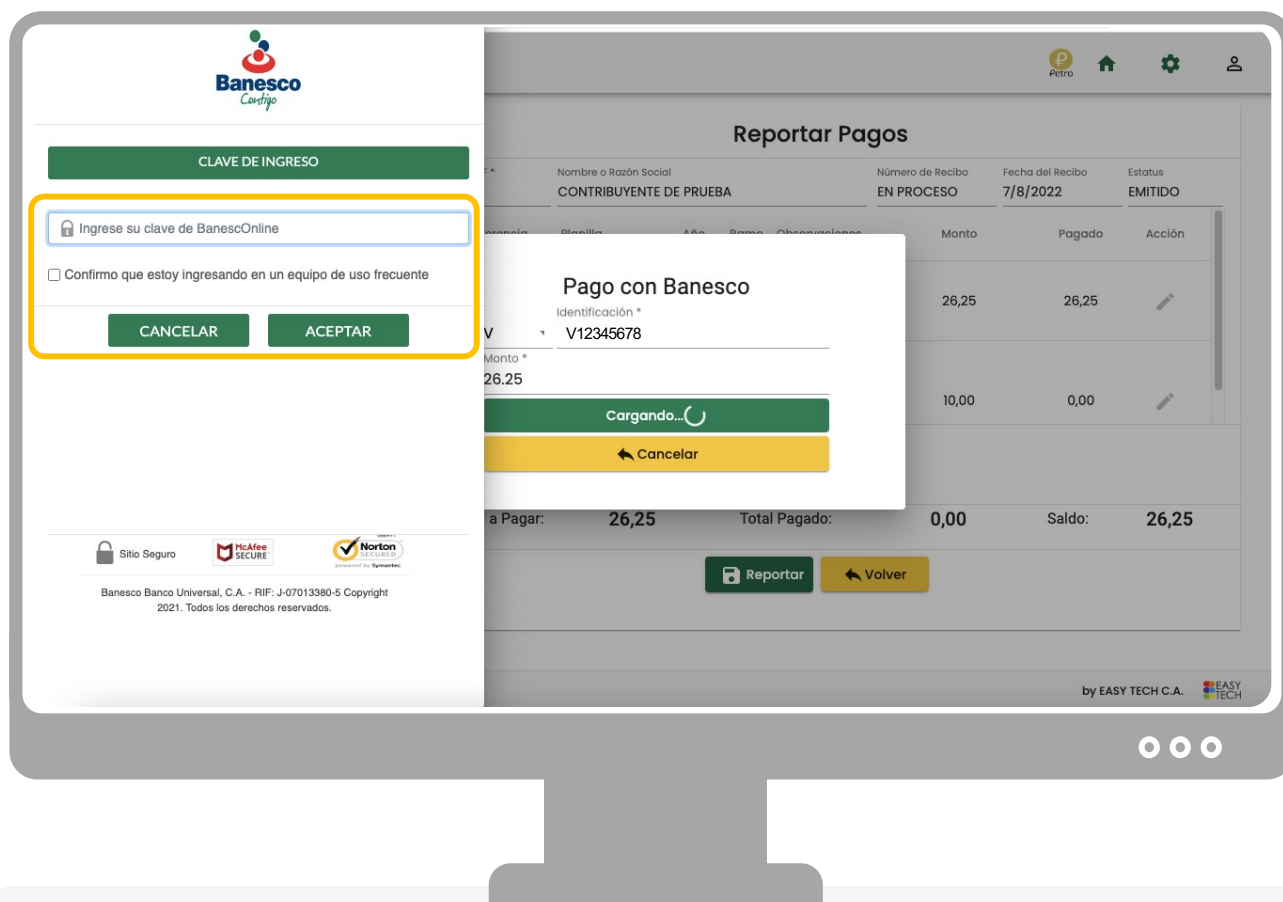 Banesco
Contigo
CLAVE DE INGRESO
Ingrese su clave de BanescOnline
Confirmo que estoy ingresando en un equipo de uso frecuente
CANCELAR ACEPTAR
Sitio Seguro McAfee SECURE Norton SECURED powered by Symantec
Banesco Banco Universal, C.A. - RIF: J-07013380-5 Copyright
2021. Todos los derechos reservados.
Petro
Reportar Pagos
Nombre o Razón Social Número de Recibo Fecha del Recibo Estatus
CONTRIBUYENTE DE PRUEBA EN PROCESO 7/8/2022 EMITIDO
Planilla Año Ramo Observaciones Monto Pagado Acción
26,25 26,25
10,00 0,00
Pago con Banesco
Identificación *
V V12345678
Monto *
26.25
Cargando...
Cancelar
a Pagar: 26,25 Total Pagado: 0,00 Saldo: 26,25
Reportar Volver
by EASY TECH C.A. EASY TECH